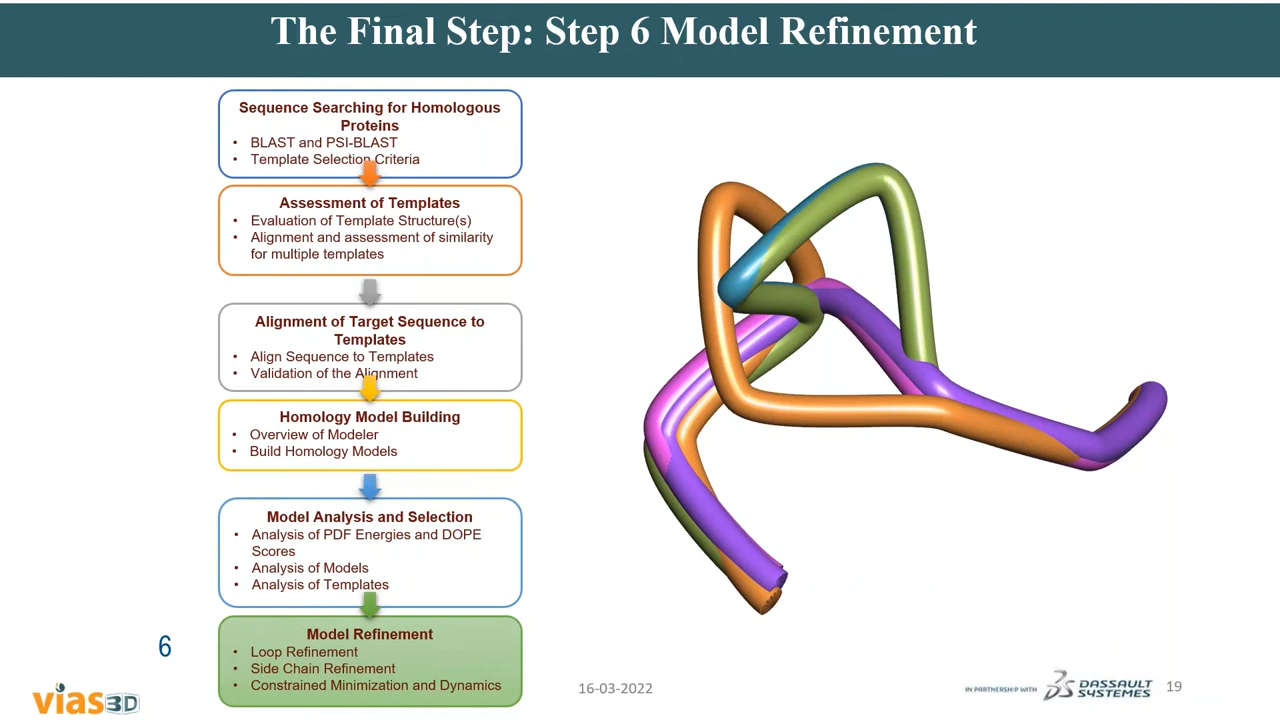 The Final Step: Step 6 Model Refinement
Sequence Searching for Homologous
Proteins
• BLAST and PSI-BLAST
• Template Selection Criteria
Assessment of Templates
• Evaluation of Template Structure(s)
• Alignment and assessment of similarity
for multiple templates
Alignment of Target Sequence to
Templates
• Align Sequence to Templates
• Validation of the Alignment
Homology Model Building
• Overview of Modeler
• Build Homology Models
Model Analysis and Selection
• Analysis of PDF Energies and DOPE
Scores
• Analysis of Models
• Analysis of Templates
6
Model Refinement
• Loop Refinement
• Side Chain Refinement
• Constrained Minimization and Dynamics
vias3D
16-03-2022
IN PARTNERSHIP WITH
DASSAULT
SYSTEMES
19